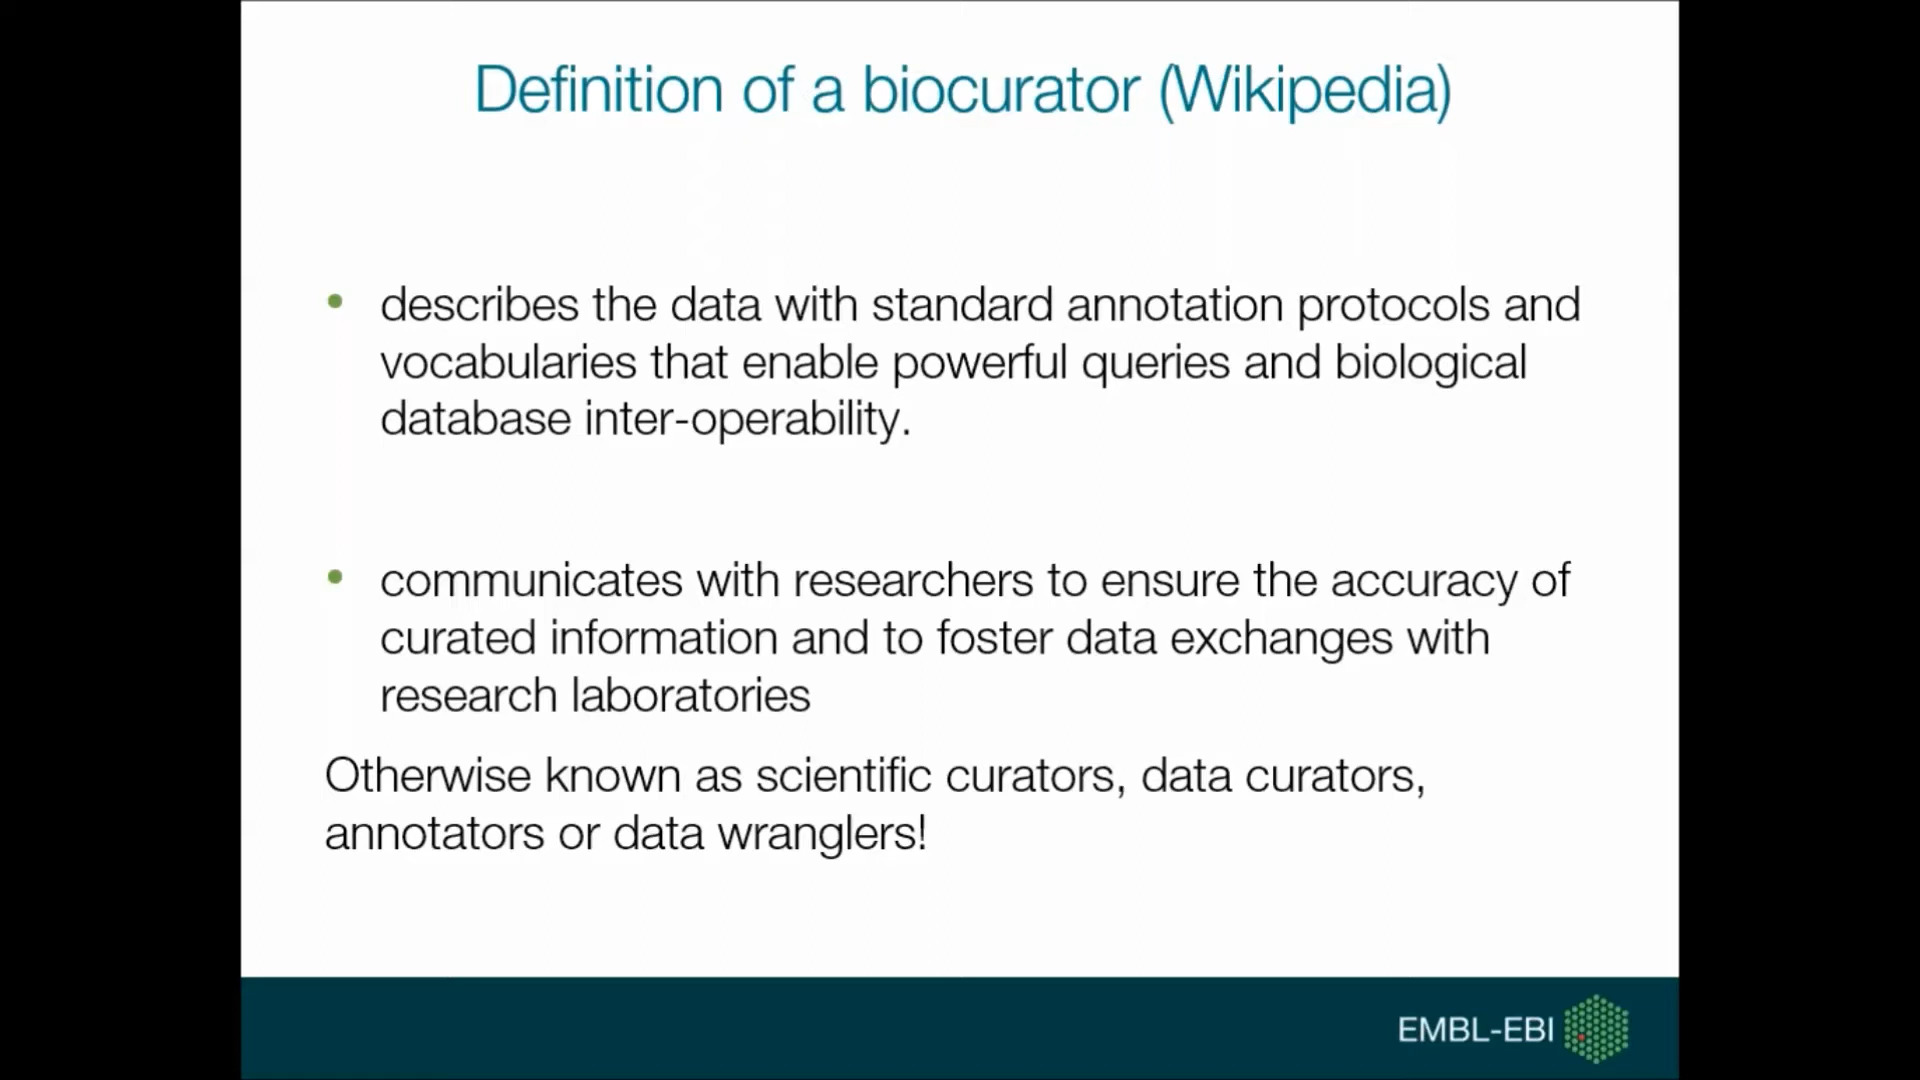 Definition of a biocurator (Wikipedia)
• describes the data with standard annotation protocols and
vocabularies that enable powerful queries and biological
database inter-operability.
• communicates with researchers to ensure the accuracy of
curated information and to foster data exchanges with
research laboratories
Otherwise known as scientific curators, data curators,
annotators or data wranglers!
EMBL-EBI